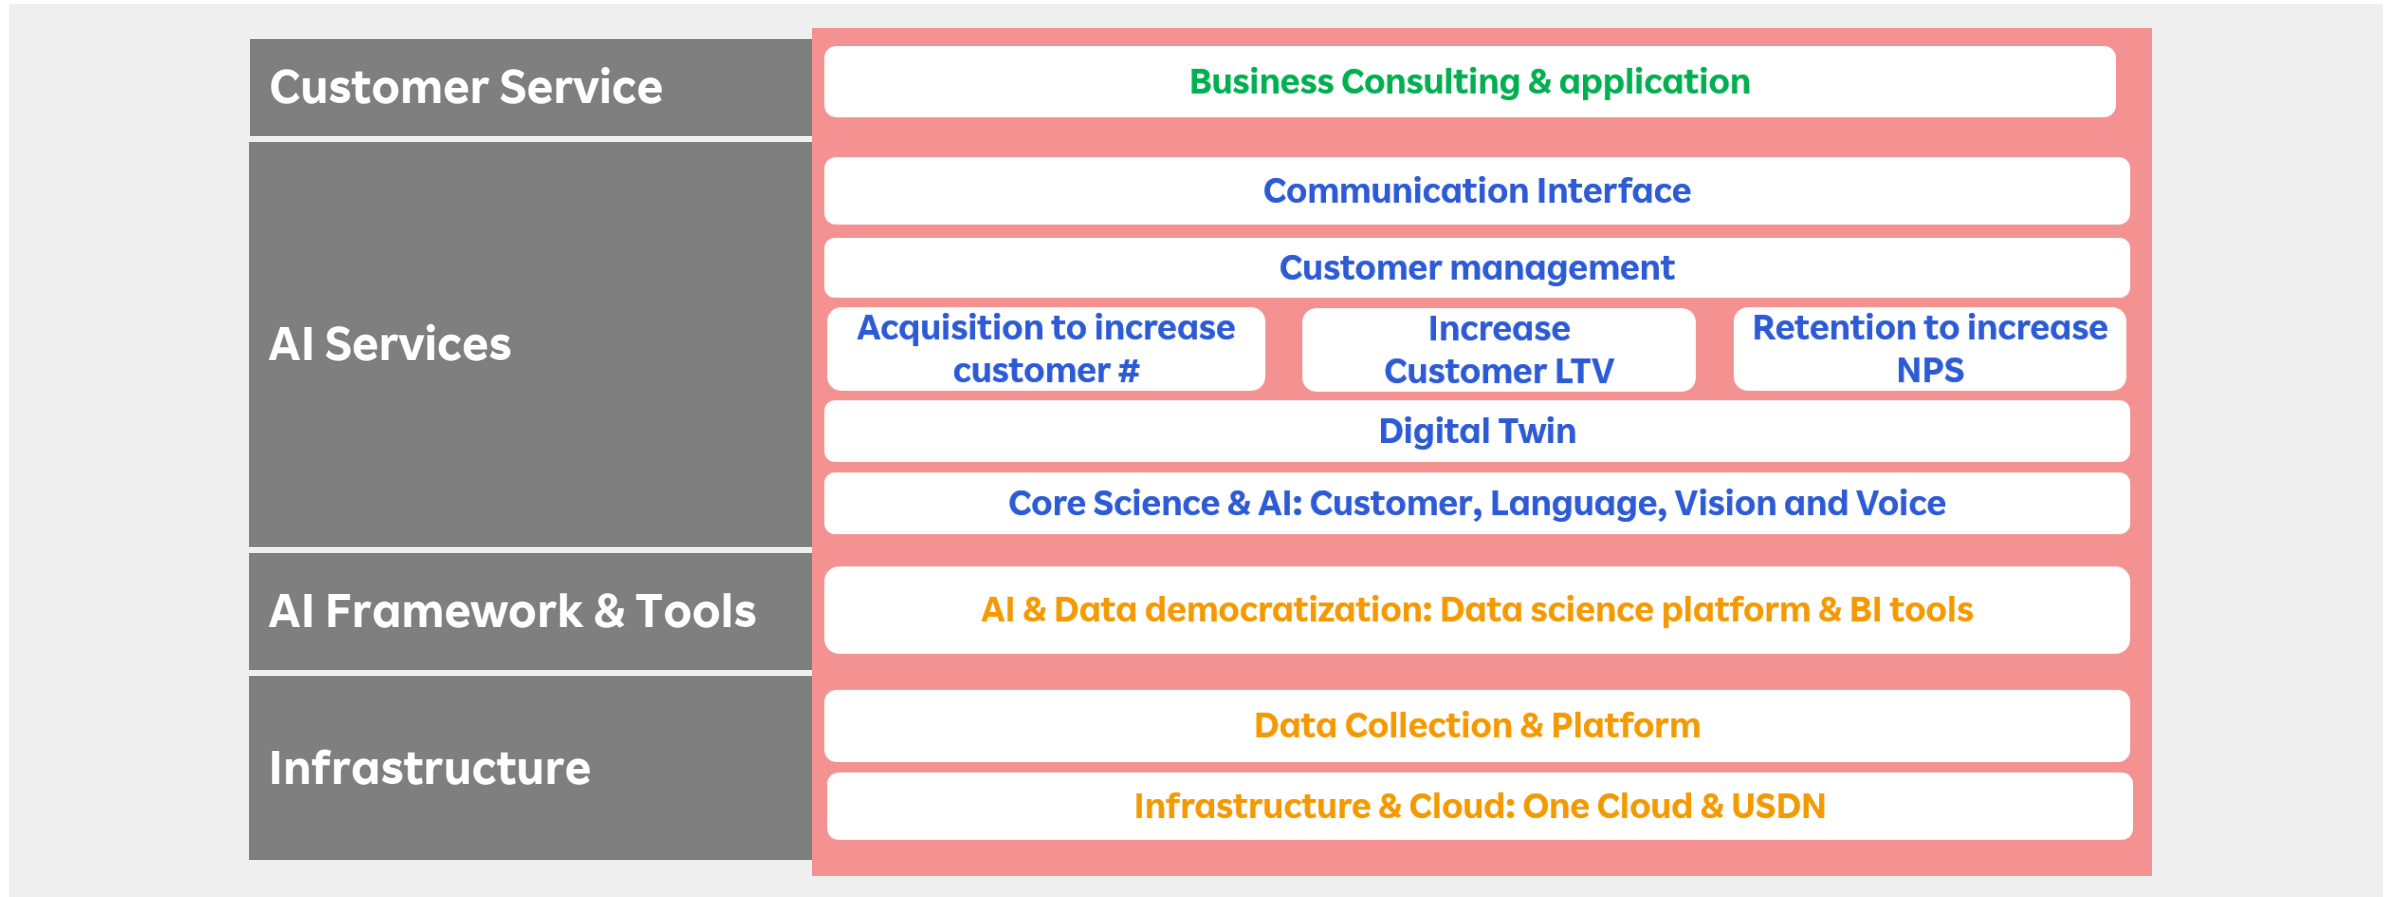 Customer Service
Business Consulting & application
AI Services
Communication Interface
Customer management
Acquisition to increase
customer #
Increase
Customer LTV
Retention to increase
NPS
Digital Twin
Core Science & AI: Customer, Language, Vision and Voice
AI Framework & Tools
AI & Data democratization: Data science platform & BI tools
Infrastructure
Data Collection & Platform
Infrastructure & Cloud: One Cloud & USDN